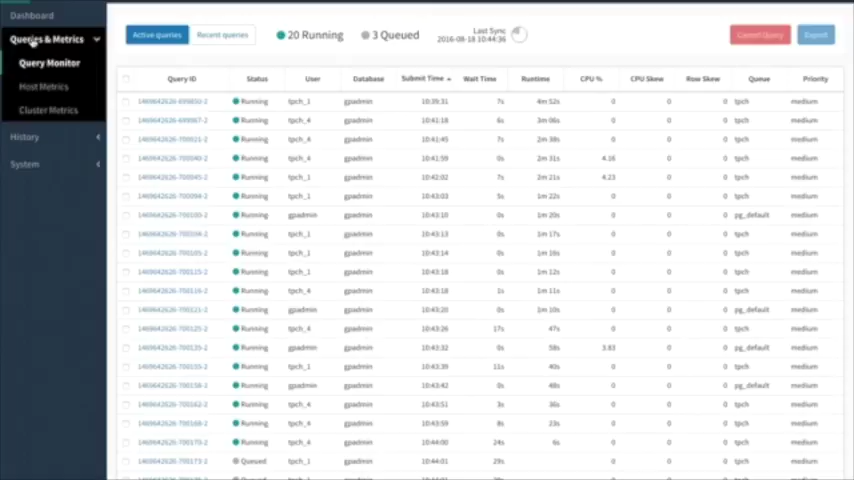 Dashboard
Queries & Metrics
Query Monitor
Host Metrics
Cluster Metrics
History
System
Active queries Recent queries 20 Running 3 Queued Last Sync
2016-08-18 10:44:36
Cancel Query Export
Query ID Status User Database Submit Time Wait Time Runtime CPU % CPU Skew Row Skew Queue Priority
Running tpch_1 gpadmin 10:39:31 7s 4m 52s 0 0 0 tpch medium
Running tpch_4 gpadmin 10:41:18 6s 3m 06s 0 0 0 tpch medium
Running tpch_4 gpadmin 10:41:45 7s 2m 38s 0 0 0 tpch medium
Running tpch_4 gpadmin 10:41:59 0s 2m 31s 4.16 0 0 tpch medium
Running tpch_1 gpadmin 10:42:02 7s 2m 21s 4.23 0 0 tpch medium
Running tpch_1 gpadmin 10:43:03 5s 1m 22s 0 0 0 tpch medium
Running gpadmin gpadmin 10:43:10 0s 1m 20s 0 0 0 pg_default medium
Running tpch_1 gpadmin 10:43:13 0s 1m 17s 0 0 0 tpch medium
Running tpch_1 gpadmin 10:43:14 0s 1m 16s 0 0 0 tpch medium
Running tpch_1 gpadmin 10:43:18 0s 1m 12s 0 0 0 tpch medium
Running tpch_4 gpadmin 10:43:18 1s 1m 11s 0 0 0 tpch medium
Running gpadmin gpadmin 10:43:20 0s 1m 10s 0 0 0 pg_default medium
Running tpch_4 gpadmin 10:43:26 17s 47s 0 0 0 tpch medium
Running gpadmin gpadmin 10:43:32 0s 58s 3.83 0 0 pg_default medium
Running tpch_1 gpadmin 10:43:39 11s 40s 0 0 0 tpch medium
Running gpadmin gpadmin 10:43:42 0s 48s 0 0 0 pg_default medium
Running tpch_4 gpadmin 10:43:51 3s 36s 0 0 0 tpch medium
Running tpch_4 gpadmin 10:43:59 8s 23s 0 0 0 tpch medium
Running tpch_4 gpadmin 10:44:00 24s 6s 0 0 0 tpch medium
Queued tpch_1 gpadmin 10:44:01 29s 0 0 0 tpch medium